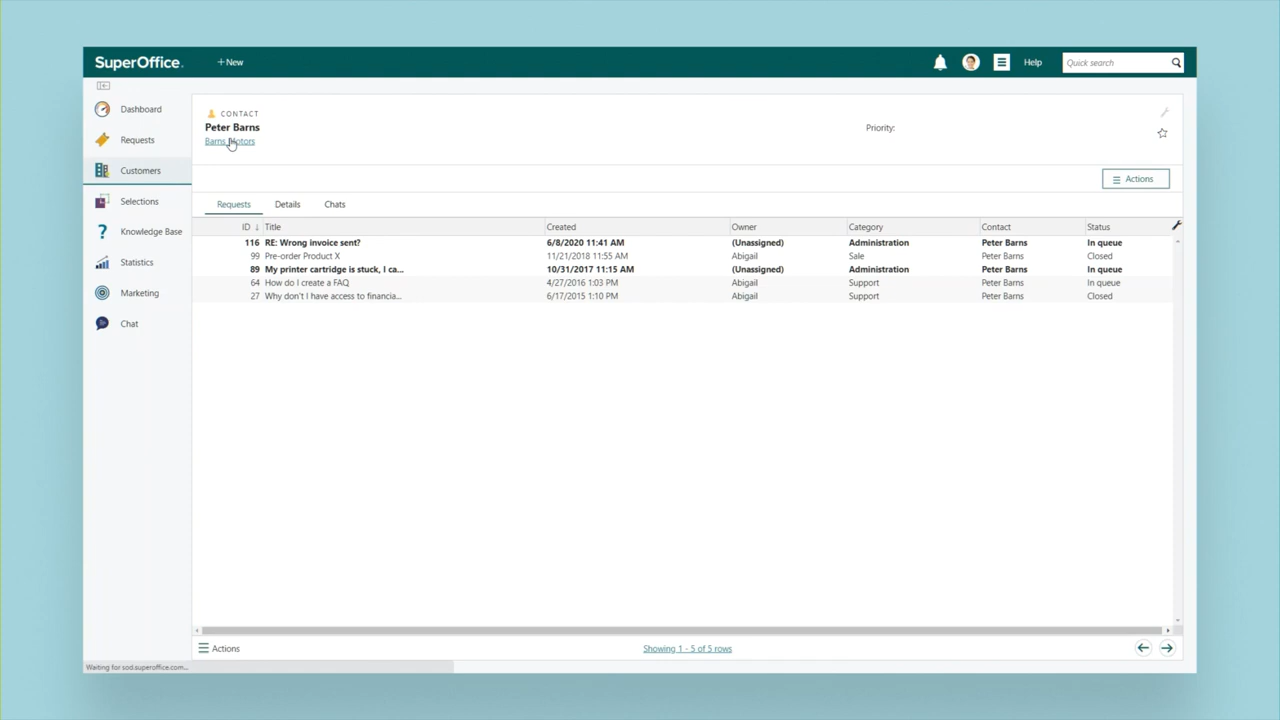 SuperOffice.
+ New
Help
Quick search
Dashboard
Requests
Customers
Selections
Knowledge Base
Statistics
Marketing
Chat
CONTACT
Peter Barns
Barns Motors
Priority:
Actions
Requests Details Chats
ID ↓ Title Created Owner Category Contact Status
116 RE: Wrong invoice sent? 6/8/2020 11:41 AM (Unassigned) Administration Peter Barns In queue
99 Pre-order Product X 11/21/2018 11:55 AM Abigail Sale Peter Barns Closed
89 My printer cartridge is stuck, I ca... 10/31/2017 11:15 AM (Unassigned) Administration Peter Barns In queue
64 How do I create a FAQ 4/27/2016 1:03 PM Abigail Support Peter Barns In queue
27 Why don't I have access to financia... 6/17/2015 1:10 PM Abigail Support Peter Barns Closed
Actions
Showing 1 - 5 of 5 rows
Waiting for sod.superoffice.com...